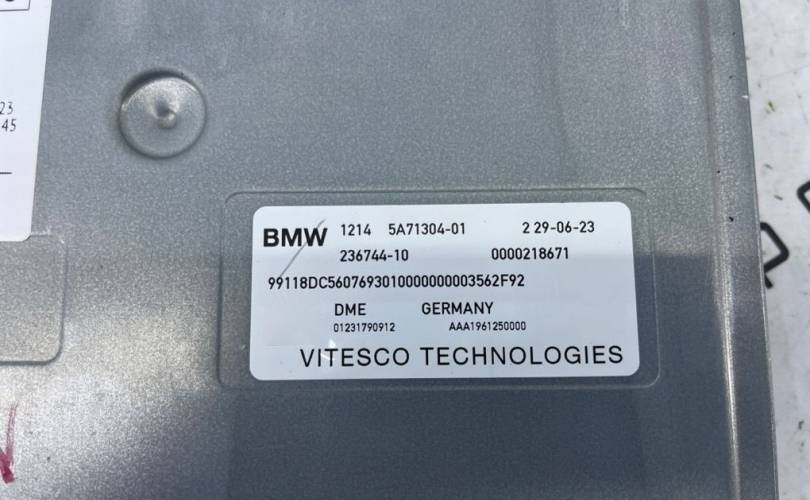 23
45
BMW 1214 5A71304-01 2 29-06-23
236744-10 0000218671
99118DC5607693010000000003562F92
DME GERMANY
01231790912 AAA1961250000
VITESCO TECHNOLOGIES